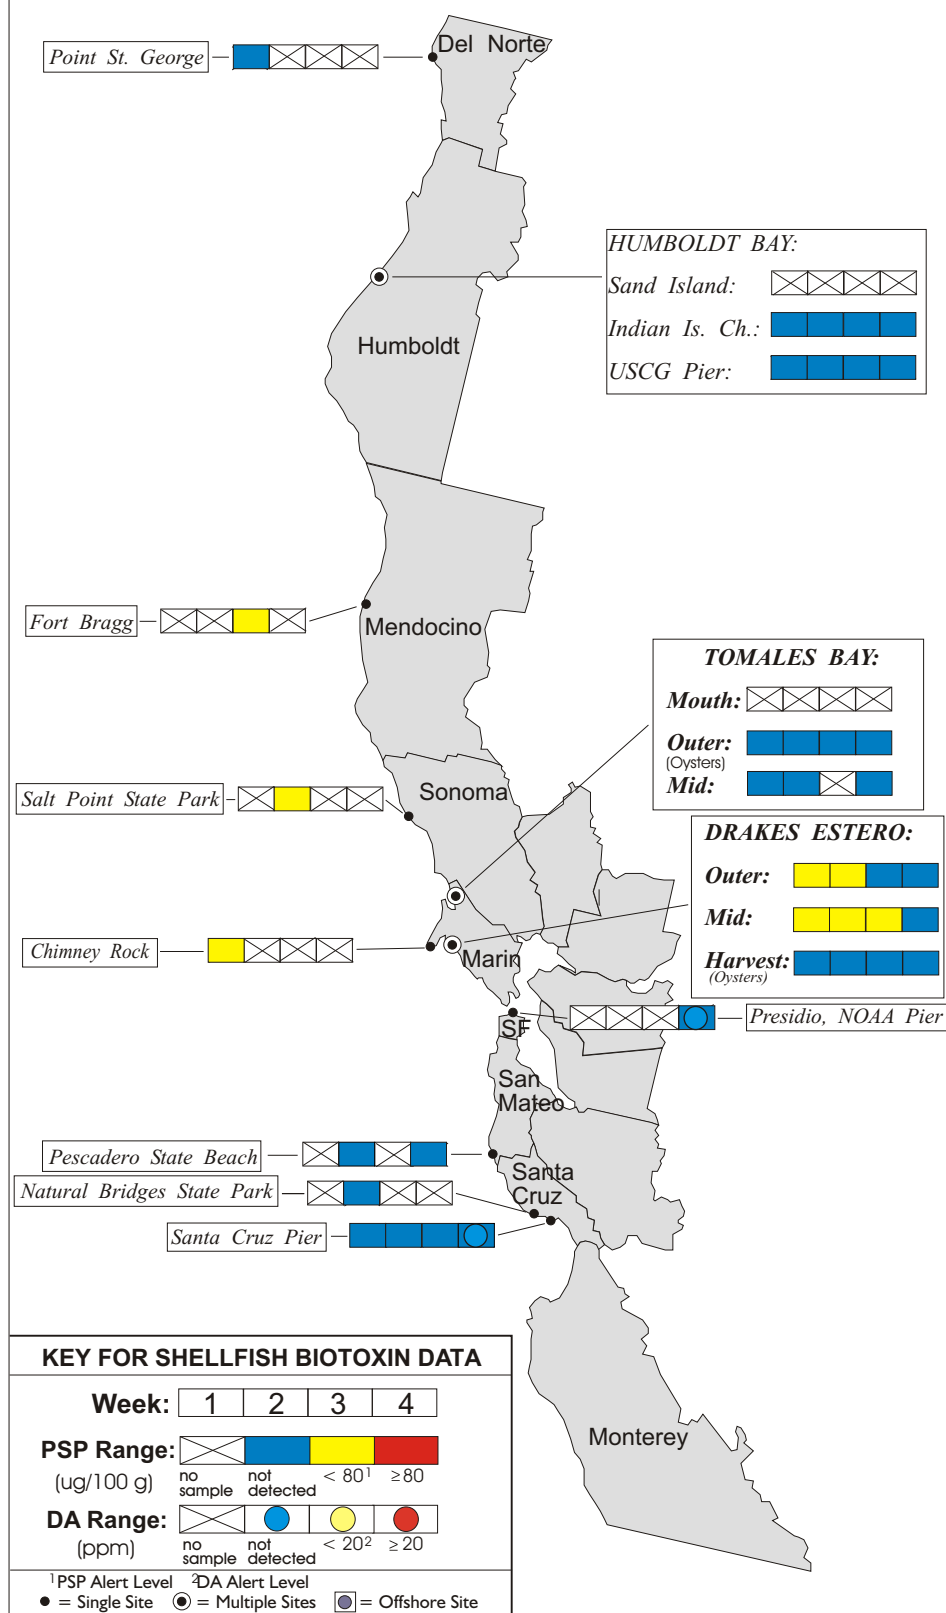 Point St. George
Del Norte
HUMBOLDT BAY:
Sand Island:
Indian Is. Ch.:
USCG Pier:
Humboldt
Fort Bragg
Mendocino
TOMALES BAY:
Mouth:
Outer:
(Oysters)
Mid:
Salt Point State Park
Sonoma
DRAKES ESTERO:
Outer:
Mid:
Harvest:
(Oysters)
Chimney Rock
Marin
Presidio, NOAA Pier
SF
San
Mateo
Pescadero State Beach
Natural Bridges State Park
Santa
Cruz
Santa Cruz Pier
Monterey
KEY FOR SHELLFISH BIOTOXIN DATA
Week: 1 2 3 4
PSP Range:
(ug/100 g)
no sample
not detected
< 80¹
≥80
DA Range:
(ppm)
no sample
not detected
< 20²
≥ 20
¹PSP Alert Level ²DA Alert Level
= Single Site = Multiple Sites = Offshore Site